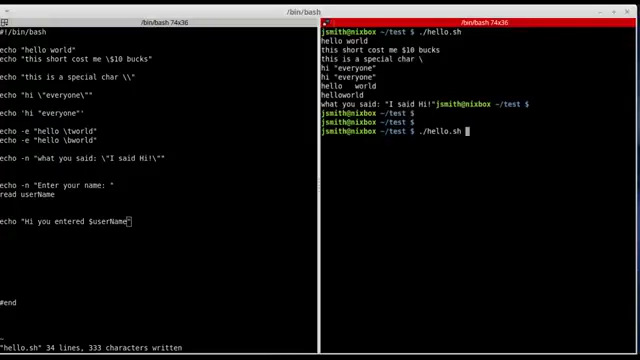 /bin/bash
/bin/bash 74x36
#!/bin/bash
echo "hello world"
echo "this short cost me \$10 bucks"
echo "this is a special char \\"
echo "hi \"everyone\""
echo 'hi "everyone"'
echo -e "hello \tworld"
echo -e "hello \bworld"
echo -n "what you said: \"I said Hi!\""
echo -n "Enter your name: "
read userName
echo "Hi you entered $userName"
#end
"hello.sh" 34 lines, 333 characters written
/bin/bash 74x36
jsmith@nixbox ~/test $ ./hello.sh
hello world
this short cost me $10 bucks
this is a special char \
hi "everyone"
hi "everyone"
hello   world
helloworld
what you said: "I said Hi!"jsmith@nixbox ~/test $
jsmith@nixbox ~/test $
jsmith@nixbox ~/test $
jsmith@nixbox ~/test $ ./hello.sh